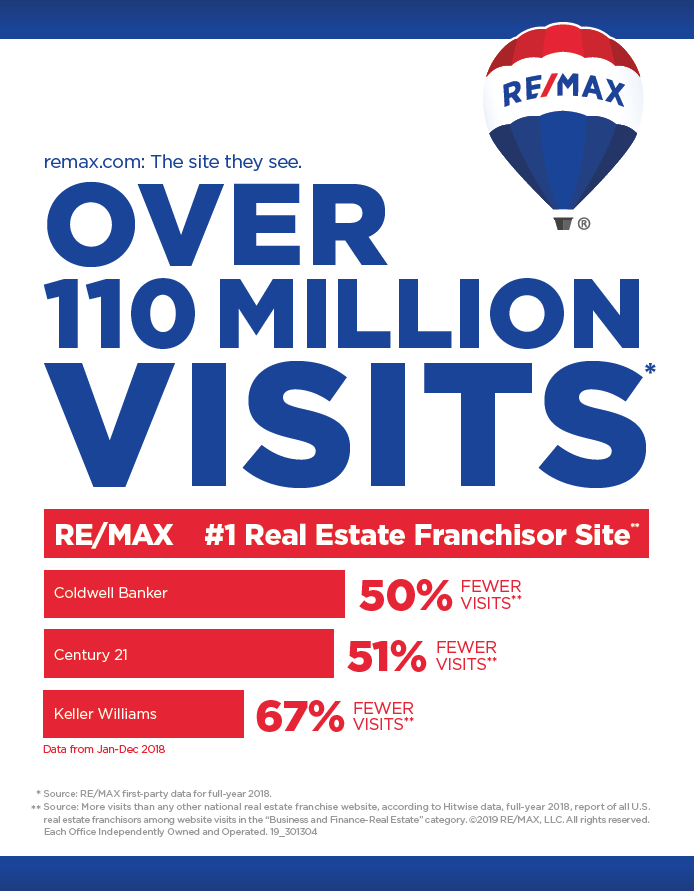 RE/MAX
®
remax.com: The site they see.
OVER
110 MILLION
VISITS*
RE/MAX #1 Real Estate Franchisor Site**
Coldwell Banker
50% FEWER
VISITS**
Century 21
51% FEWER
VISITS**
Keller Williams
67% FEWER
VISITS**
Data from Jan-Dec 2018
* Source: RE/MAX first-party data for full-year 2018.
** Source: More visits than any other national real estate franchise website, according to Hitwise data, full-year 2018, report of all U.S.
real estate franchisors among website visits in the "Business and Finance-Real Estate" category. ©2019 RE/MAX, LLC. All rights reserved.
Each Office Independently Owned and Operated. 19_301304